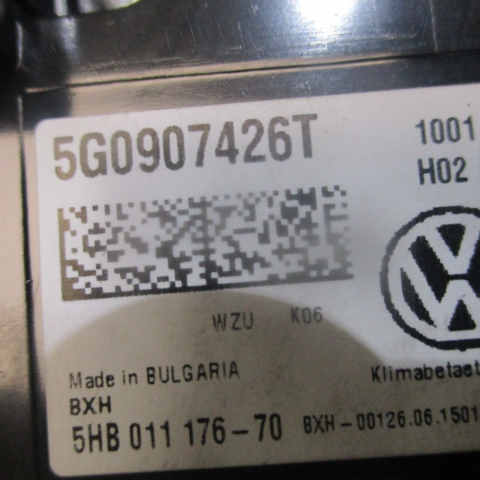 5G0907426T 1001
H02
WZU K06
Made in BULGARIA Klimabetaet
BXH
5HB 011 176-70 BXH-00126.06.1501